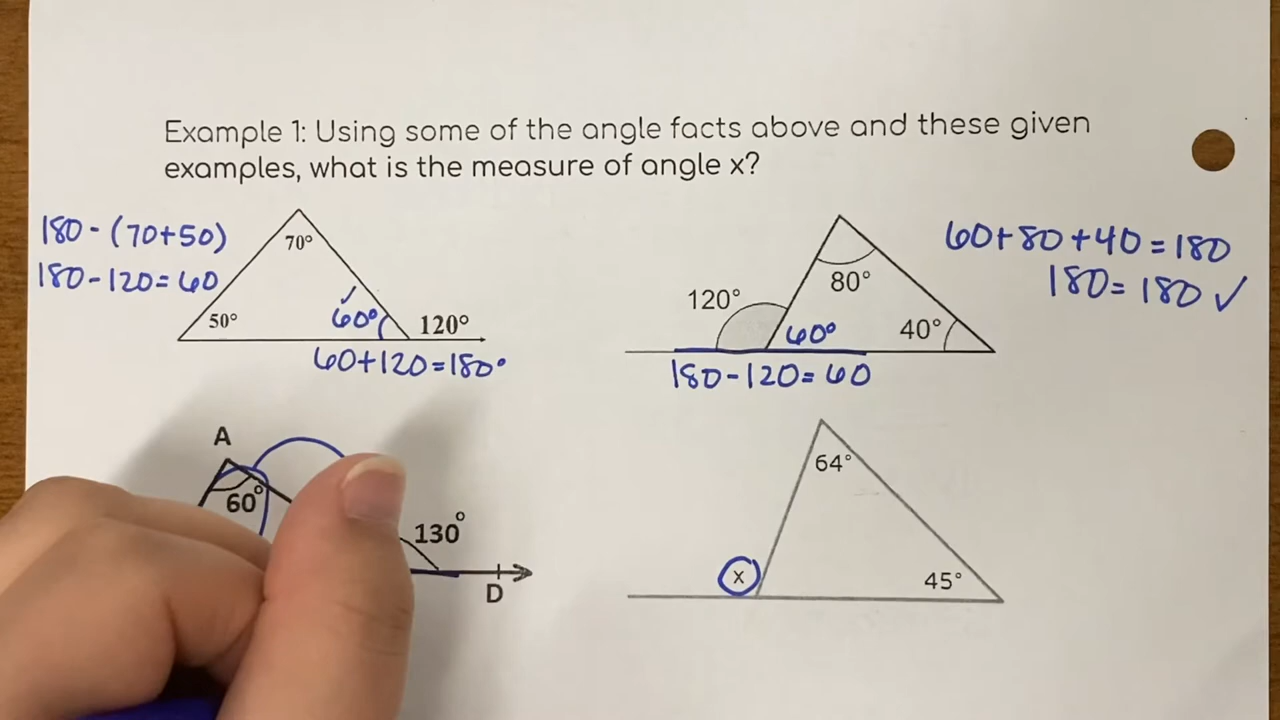 Example 1: Using some of the angle facts above and these given
examples, what is the measure of angle x?
180 - (70+50)
180 - 120 = 60
70°
50°
60° ✓
120°
60+120=180°
60+80+40=180
180=180 ✓
80°
120°
60°
40°
180-120=60
A
60°
130°
D
64°
x
45°